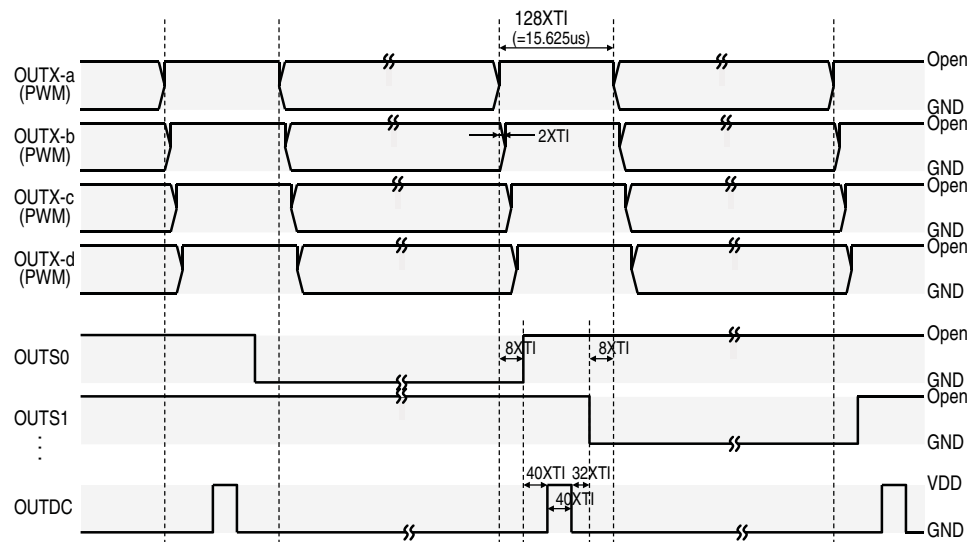 128XTI
(=15.625us)
OUTX-a
(PWM)
Open
GND
OUTX-b
(PWM)
2XTI
Open
GND
OUTX-c
(PWM)
Open
GND
OUTX-d
(PWM)
Open
GND
OUTS0
8XTI
8XTI
Open
GND
OUTS1
Open
GND
40XTI
32XTI
40XTI
OUTDC
VDD
GND